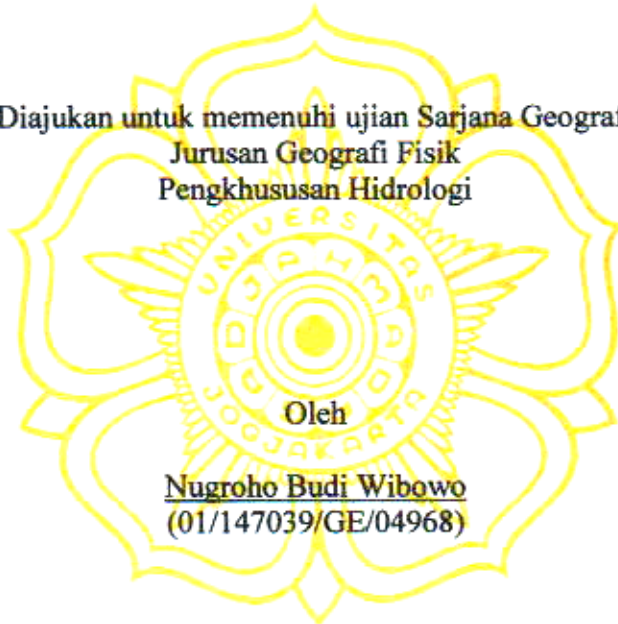 Diajukan untuk memenuhi ujian Sarjana Geograf
Jurusan Geografi Fisik
Pengkhususan Hidrologi
UNIVERSITAS
GADJAH MADA
JOGJAKARTA
Oleh
Nugroho Budi Wibowo
(01/147039/GE/04968)